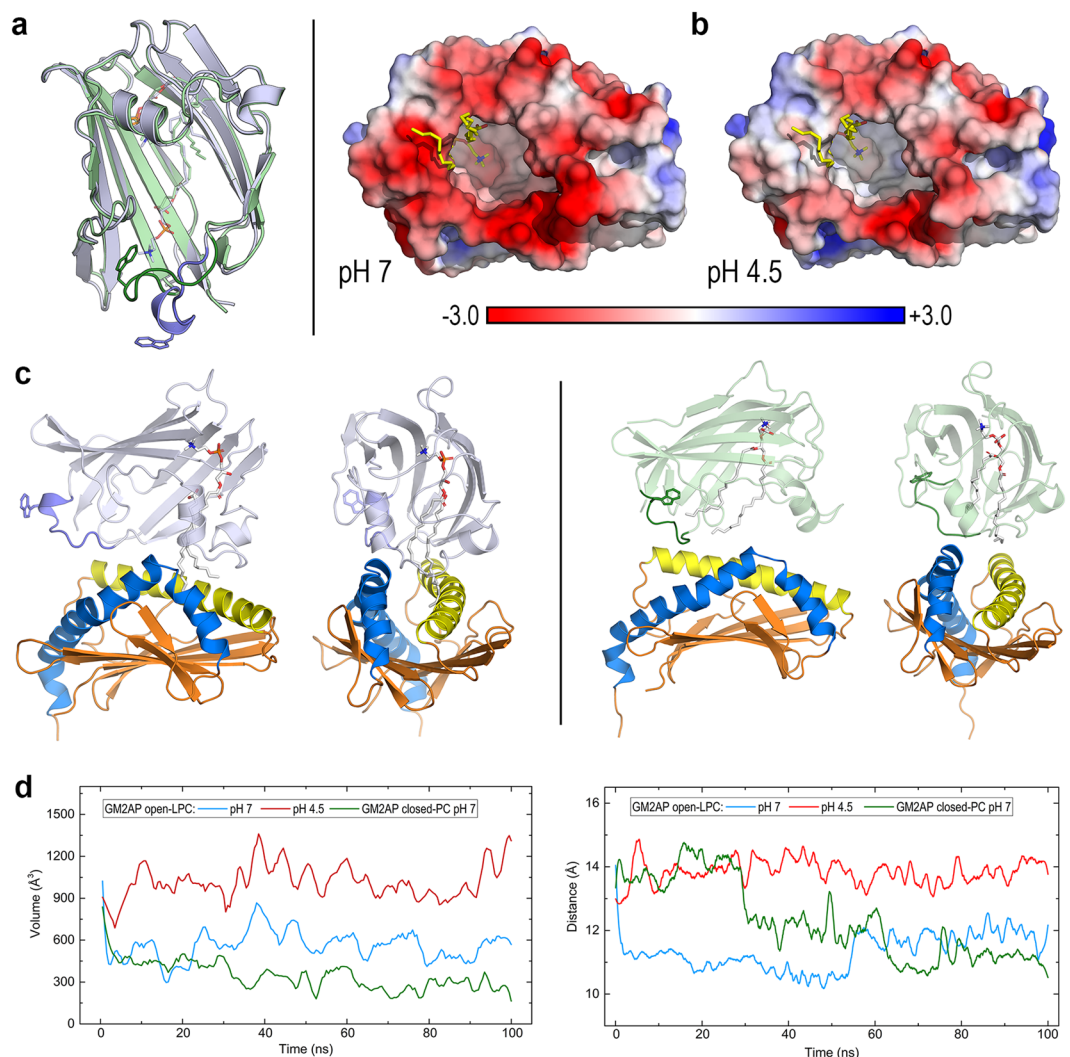 a
b
pH 7
pH 4.5
-3.0
+3.0
c
d
GM2AP open-LPC: pH 7 pH 4.5 GM2AP closed-PC pH 7
1500
1200
900
600
300
0
Volume (Å³)
0 20 40 60 80 100
Time (ns)
GM2AP open-LPC: pH 7 pH 4.5 GM2AP closed-PC pH 7
16
14
12
10
Distance (Å)
0 20 40 60 80 100
Time (ns)